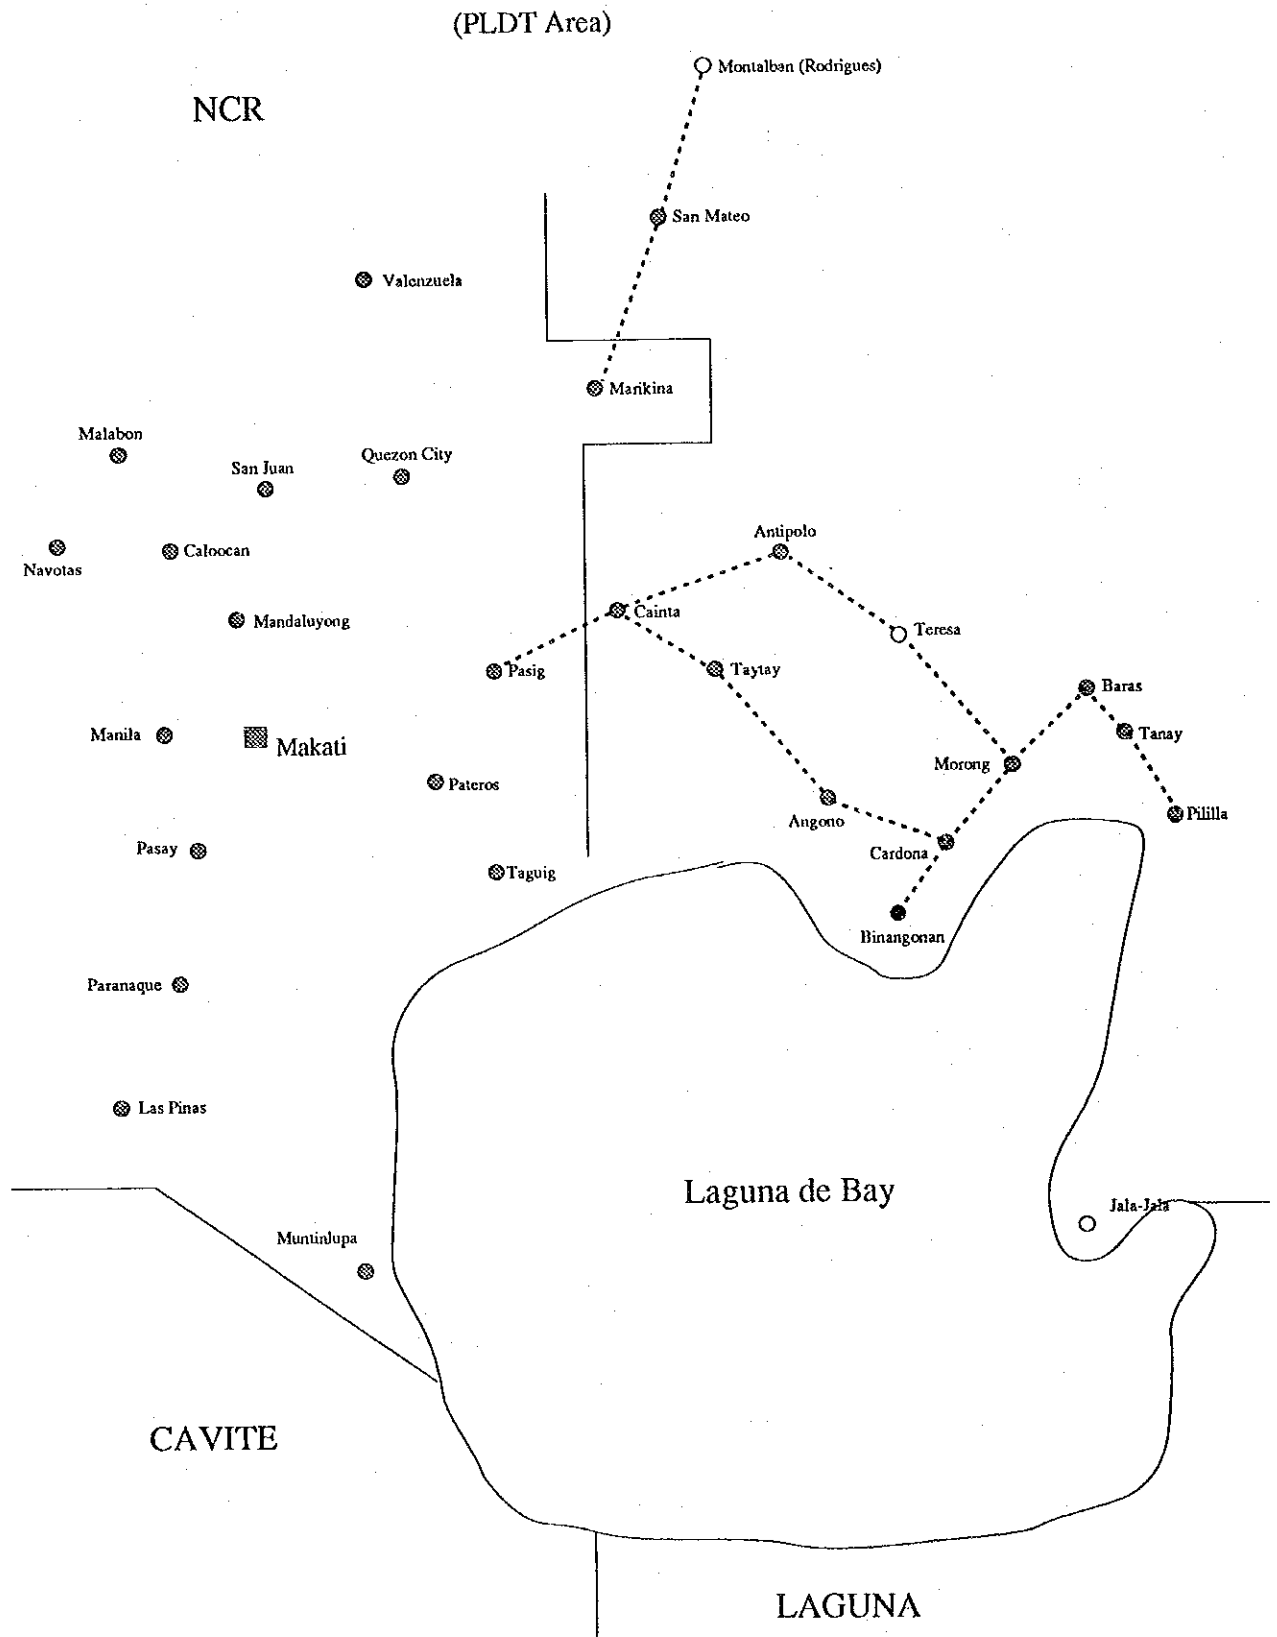 (PLDT Area)
Montalban (Rodrigues)
NCR
San Mateo
Valenzuela
Marikina
Malabon
Quezon City
San Juan
Antipolo
Caloocan
Navotas
Cainta
Mandaluyong
Teresa
Pasig
Taytay
Baras
Manila
Makati
Tanay
Morong
Pateros
Pililla
Angono
Pasay
Cardona
Taguig
Binangonan
Paranaque
Las Pinas
Laguna de Bay
Jala-Jala
Muntinlupa
CAVITE
LAGUNA